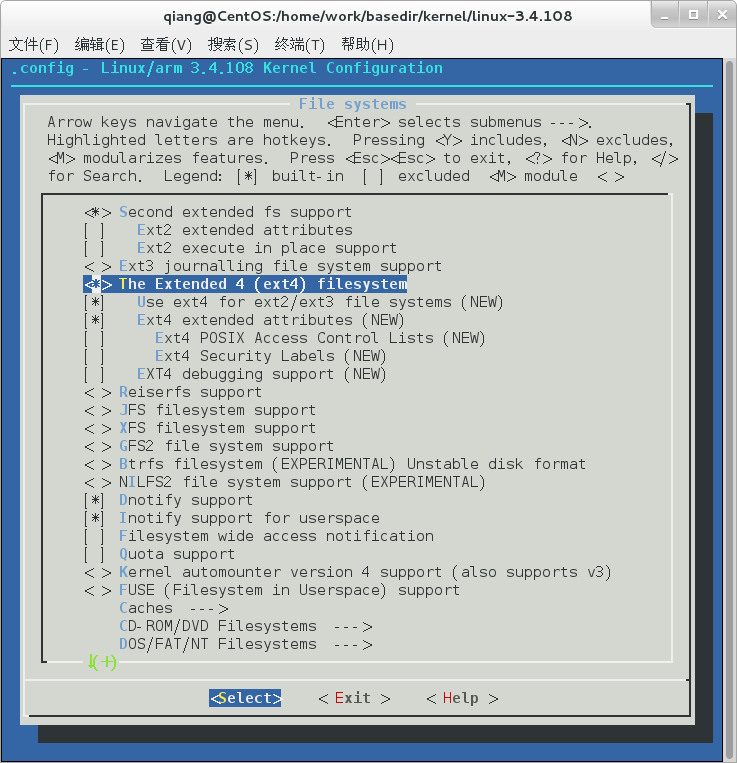 qiang@CentOS:/home/work/basedir/kernel/linux-3.4.108
文件(F) 编辑(E) 查看(V) 搜索(S) 终端(T) 帮助(H)
.config - Linux/arm 3.4.108 Kernel Configuration
File systems
Arrow keys navigate the menu.  <Enter> selects submenus --->.
Highlighted letters are hotkeys.  Pressing <Y> includes, <N> excludes,
<M> modularizes features.  Press <Esc><Esc> to exit, <?> for Help, </>
for Search.  Legend: [*] built-in  [ ] excluded  <M> module  < >
<*> Second extended fs support
[ ]   Ext2 extended attributes
[ ]   Ext2 execute in place support
< > Ext3 journalling file system support
<*> The Extended 4 (ext4) filesystem
[*]   Use ext4 for ext2/ext3 file systems (NEW)
[*]   Ext4 extended attributes (NEW)
[ ]     Ext4 POSIX Access Control Lists (NEW)
[ ]     Ext4 Security Labels (NEW)
[ ]   EXT4 debugging support (NEW)
< > Reiserfs support
< > JFS filesystem support
< > XFS filesystem support
< > GFS2 file system support
< > Btrfs filesystem (EXPERIMENTAL) Unstable disk format
< > NILFS2 file system support (EXPERIMENTAL)
[*] Dnotify support
[*] Inotify support for userspace
[ ] Filesystem wide access notification
[ ] Quota support
< > Kernel automounter version 4 support (also supports v3)
< > FUSE (Filesystem in Userspace) support
Caches  --->
CD-ROM/DVD Filesystems  --->
DOS/FAT/NT Filesystems  --->
↓(+)
<Select>    < Exit >    < Help >